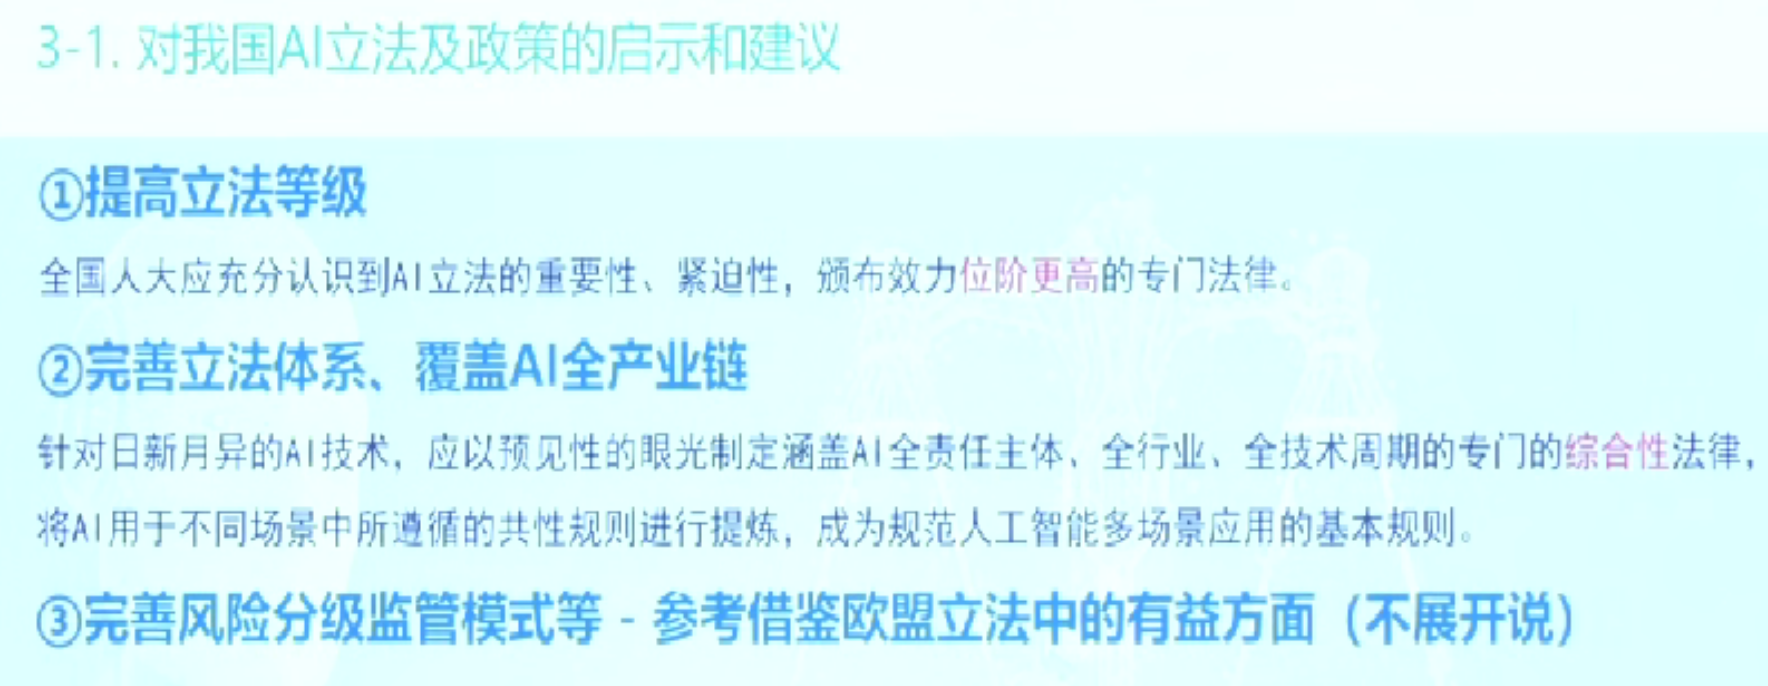 3-1. 对我国AI立法及政策的启示和建议
①提高立法等级
全国人大应充分认识到AI立法的重要性、紧迫性，颁布效力位阶更高的专门法律。
②完善立法体系、覆盖AI全产业链
针对日新月异的AI技术，应以预见性的眼光制定涵盖AI全责任主体、全行业、全技术周期的专门的综合性法律，
将AI用于不同场景中所遵循的共性规则进行提炼，成为规范人工智能多场景应用的基本规则。
③完善风险分级监管模式等 - 参考借鉴欧盟立法中的有益方面（不展开说）